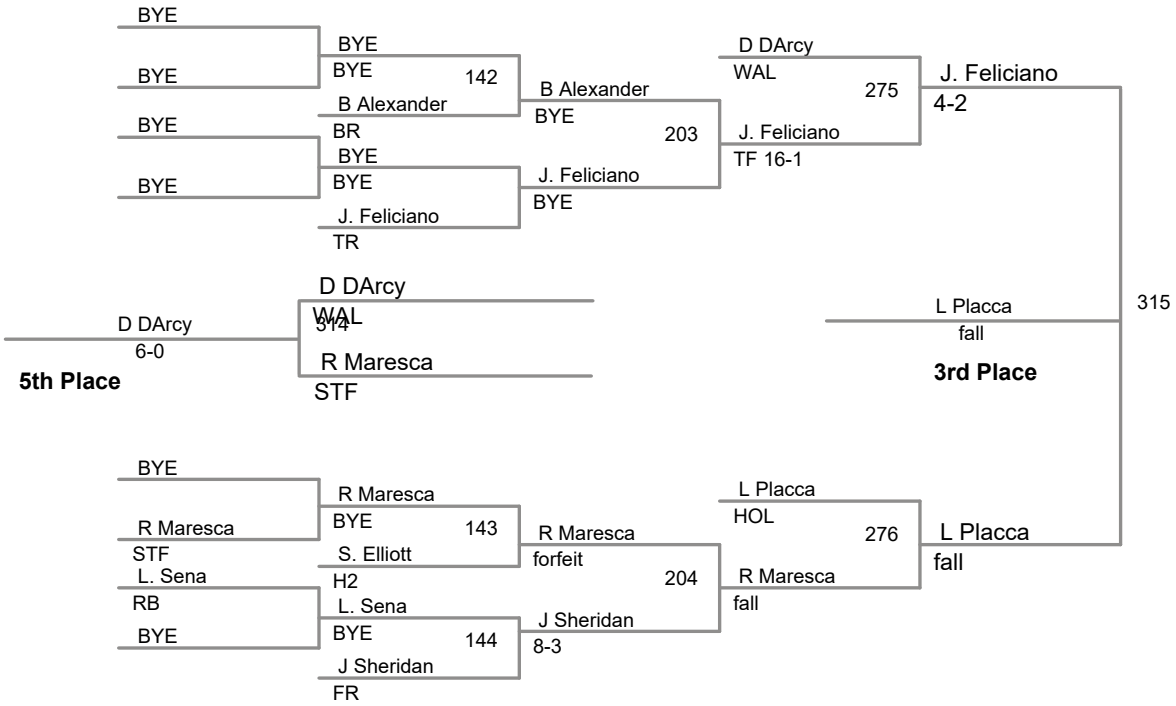 BYE
BYE
BYE
BYE
BYE
BYE
142
B Alexander
BR
BYE
BYE
J. Feliciano
TR
B Alexander
BYE
203
J. Feliciano
BYE
D DArcy
WAL
275
J. Feliciano
TF 16-1
J. Feliciano
4-2
D DArcy
WAL
314
R Maresca
STF
D DArcy
6-0
5th Place
L Placca
fall
3rd Place
315
BYE
R Maresca
STF
L. Sena
RB
BYE
R Maresca
BYE
143
S. Elliott
H2
L. Sena
BYE
144
J Sheridan
FR
R Maresca
forfeit
204
J Sheridan
8-3
L Placca
HOL
276
R Maresca
fall
L Placca
fall